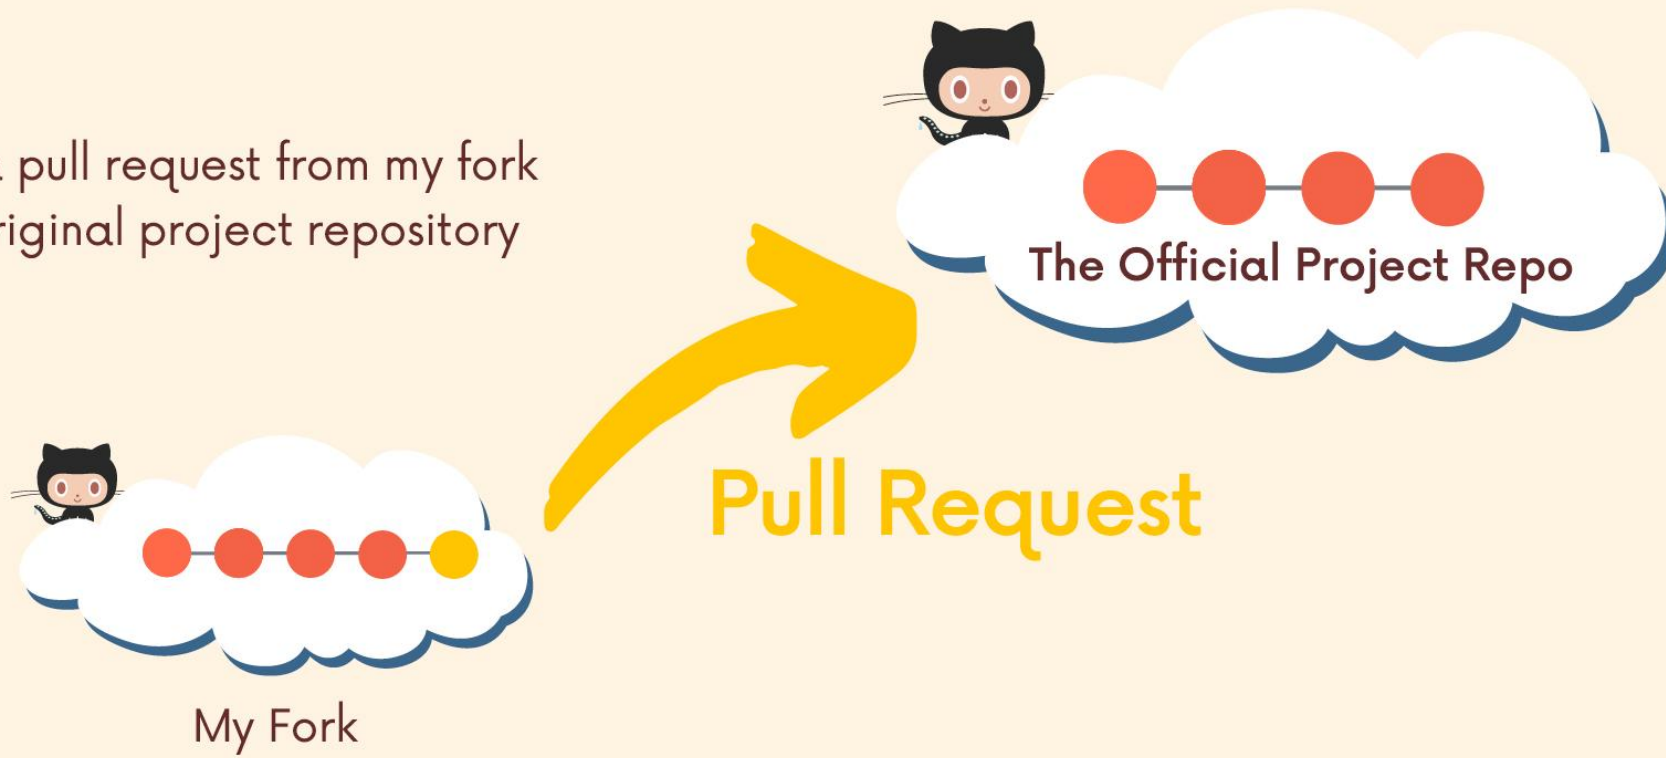 pull request from my fork
riginal project repository
The Official Project Repo
Pull Request
My Fork